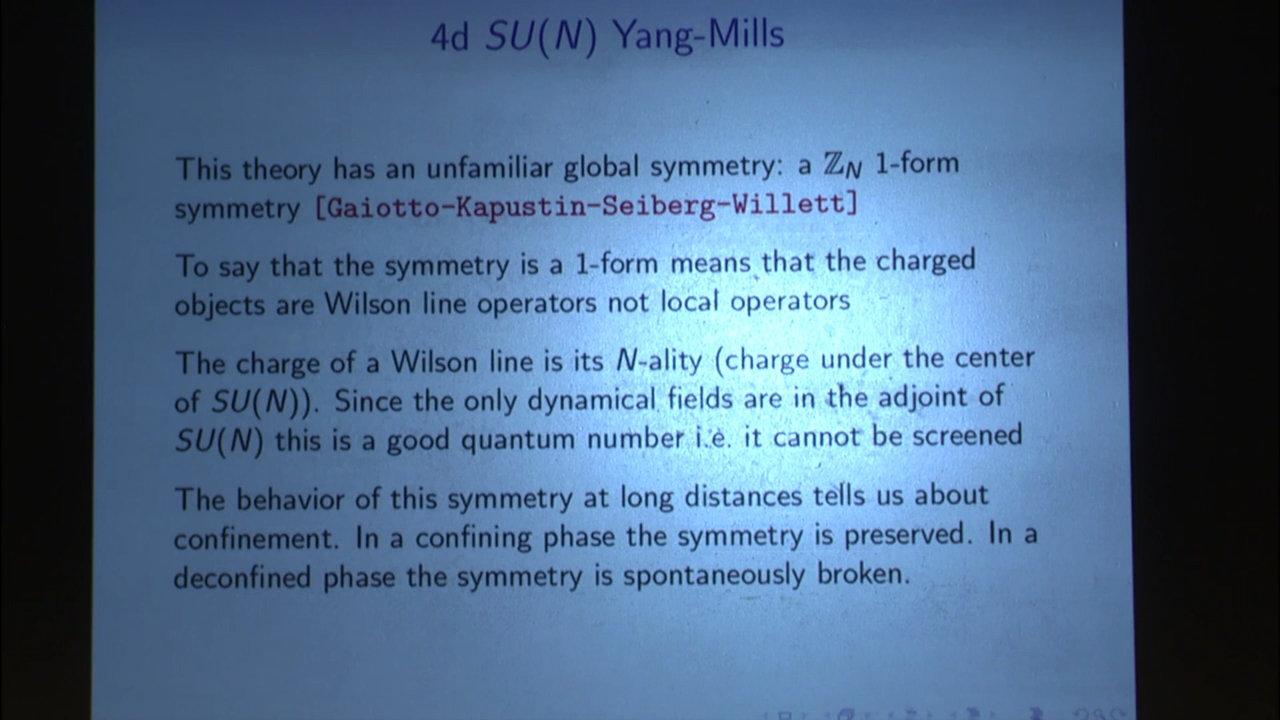 4d SU(N) Yang-Mills
This theory has an unfamiliar global symmetry: a ℤN 1-form
symmetry [Gaiotto-Kapustin-Seiberg-Willett]
To say that the symmetry is a 1-form means that the charged
objects are Wilson line operators not local operators
The charge of a Wilson line is its N-ality (charge under the center
of SU(N)). Since the only dynamical fields are in the adjoint of
SU(N) this is a good quantum number i.e. it cannot be screened
The behavior of this symmetry at long distances tells us about
confinement. In a confining phase the symmetry is preserved. In a
deconfined phase the symmetry is spontaneously broken.